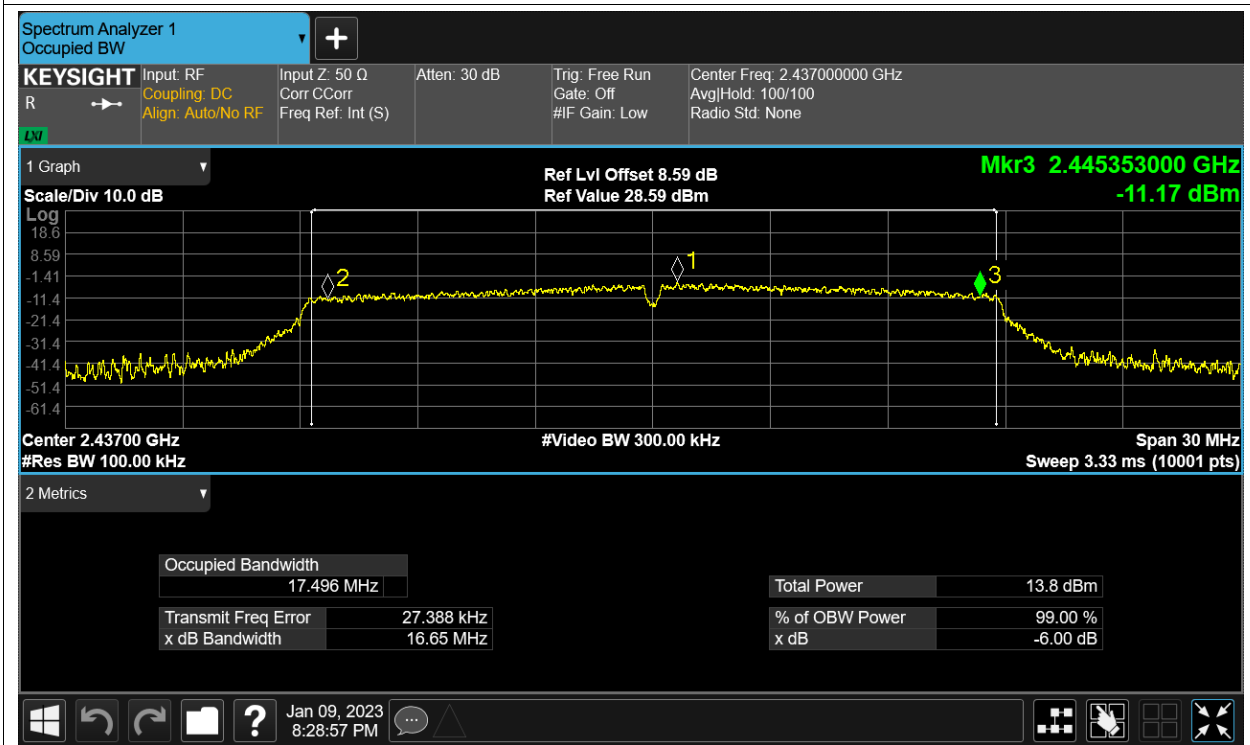 Spectrum Analyzer 1
Occupied BW
+
KEYSIGHT
R
LXI
Input: RF
Coupling: DC
Align: Auto/No RF
Input Z: 50 Ω
Corr CCorr
Freq Ref: Int (S)
Atten: 30 dB
Trig: Free Run
Gate: Off
#IF Gain: Low
Center Freq: 2.437000000 GHz
Avg|Hold: 100/100
Radio Std: None
1 Graph
Scale/Div 10.0 dB
Ref Lvl Offset 8.59 dB
Ref Value 28.59 dBm
Mkr3 2.445353000 GHz
-11.17 dBm
Log
18.6
8.59
-1.41
-11.4
-21.4
-31.4
-41.4
-51.4
-61.4
2
1
3
Center 2.43700 GHz
#Res BW 100.00 kHz
#Video BW 300.00 kHz
Span 30 MHz
Sweep 3.33 ms (10001 pts)
2 Metrics
Occupied Bandwidth
17.496 MHz
Transmit Freq Error 27.388 kHz
x dB Bandwidth 16.65 MHz
Total Power 13.8 dBm
% of OBW Power 99.00 %
x dB -6.00 dB
?
Jan 09, 2023
8:28:57 PM